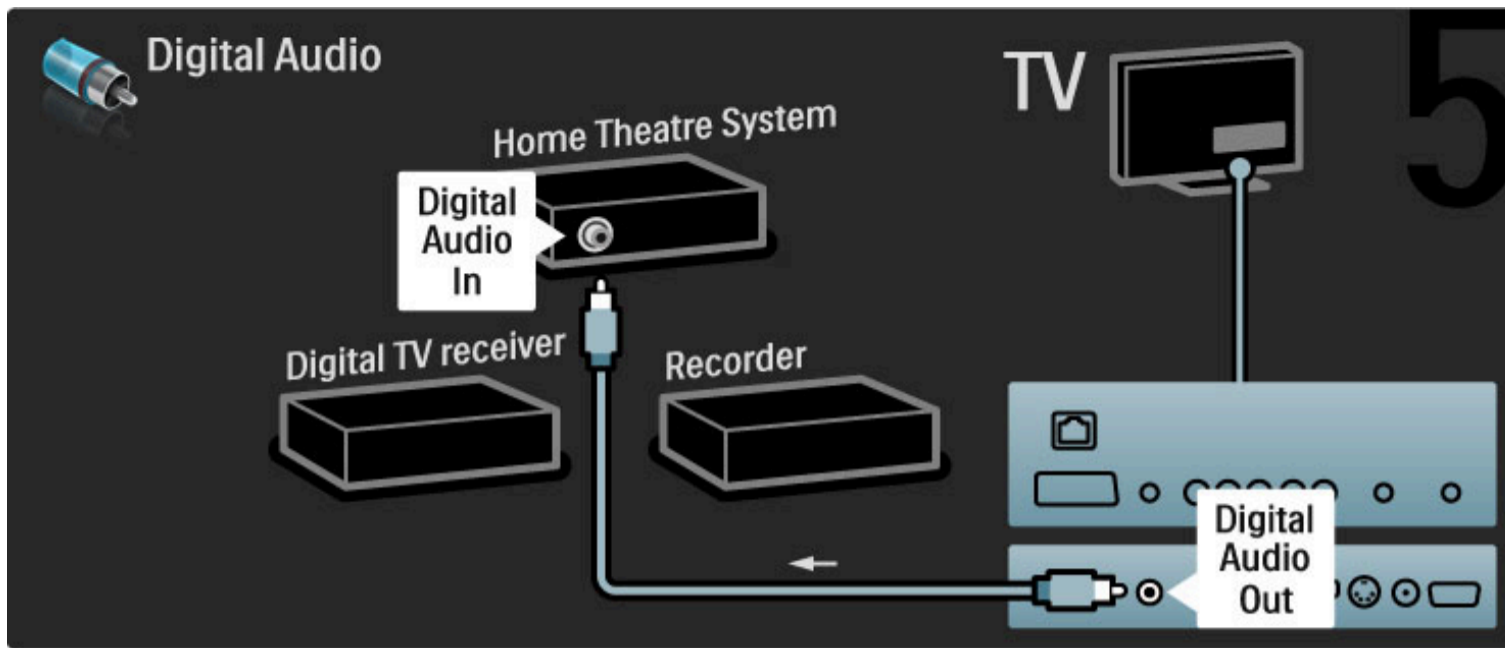 Digital Audio
TV
5
Home Theatre System
Digital
Audio
In
Digital TV receiver
Recorder
Digital
Audio
Out